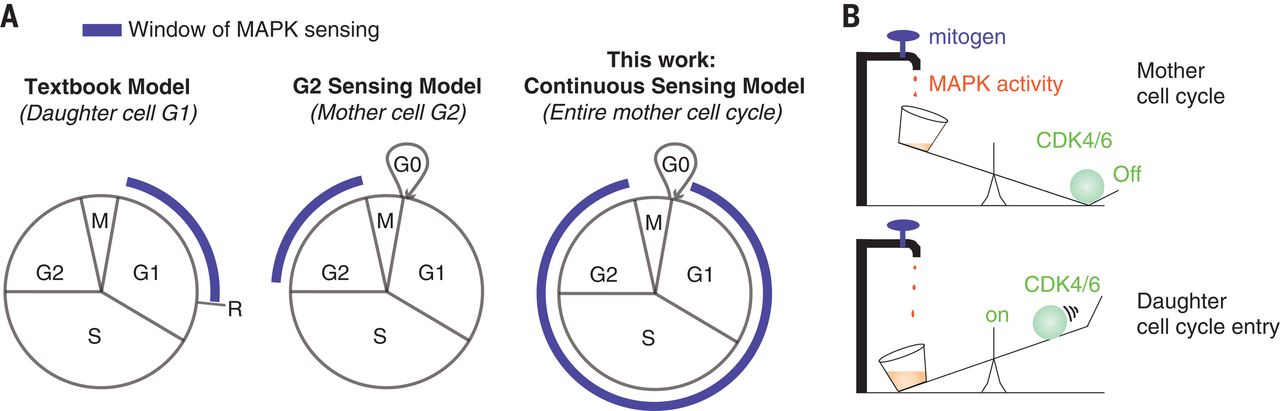 A
Window of MAPK sensing
Textbook Model
(Daughter cell G1)
M
G2
G1
S
R
G2 Sensing Model
(Mother cell G2)
G0
M
G2
G1
S
This work:
Continuous Sensing Model
(Entire mother cell cycle)
G0
M
G2
G1
S
B
mitogen
MAPK activity
Mother
cell cycle
CDK4/6
Off
CDK4/6
on
Daughter
cell cycle entry